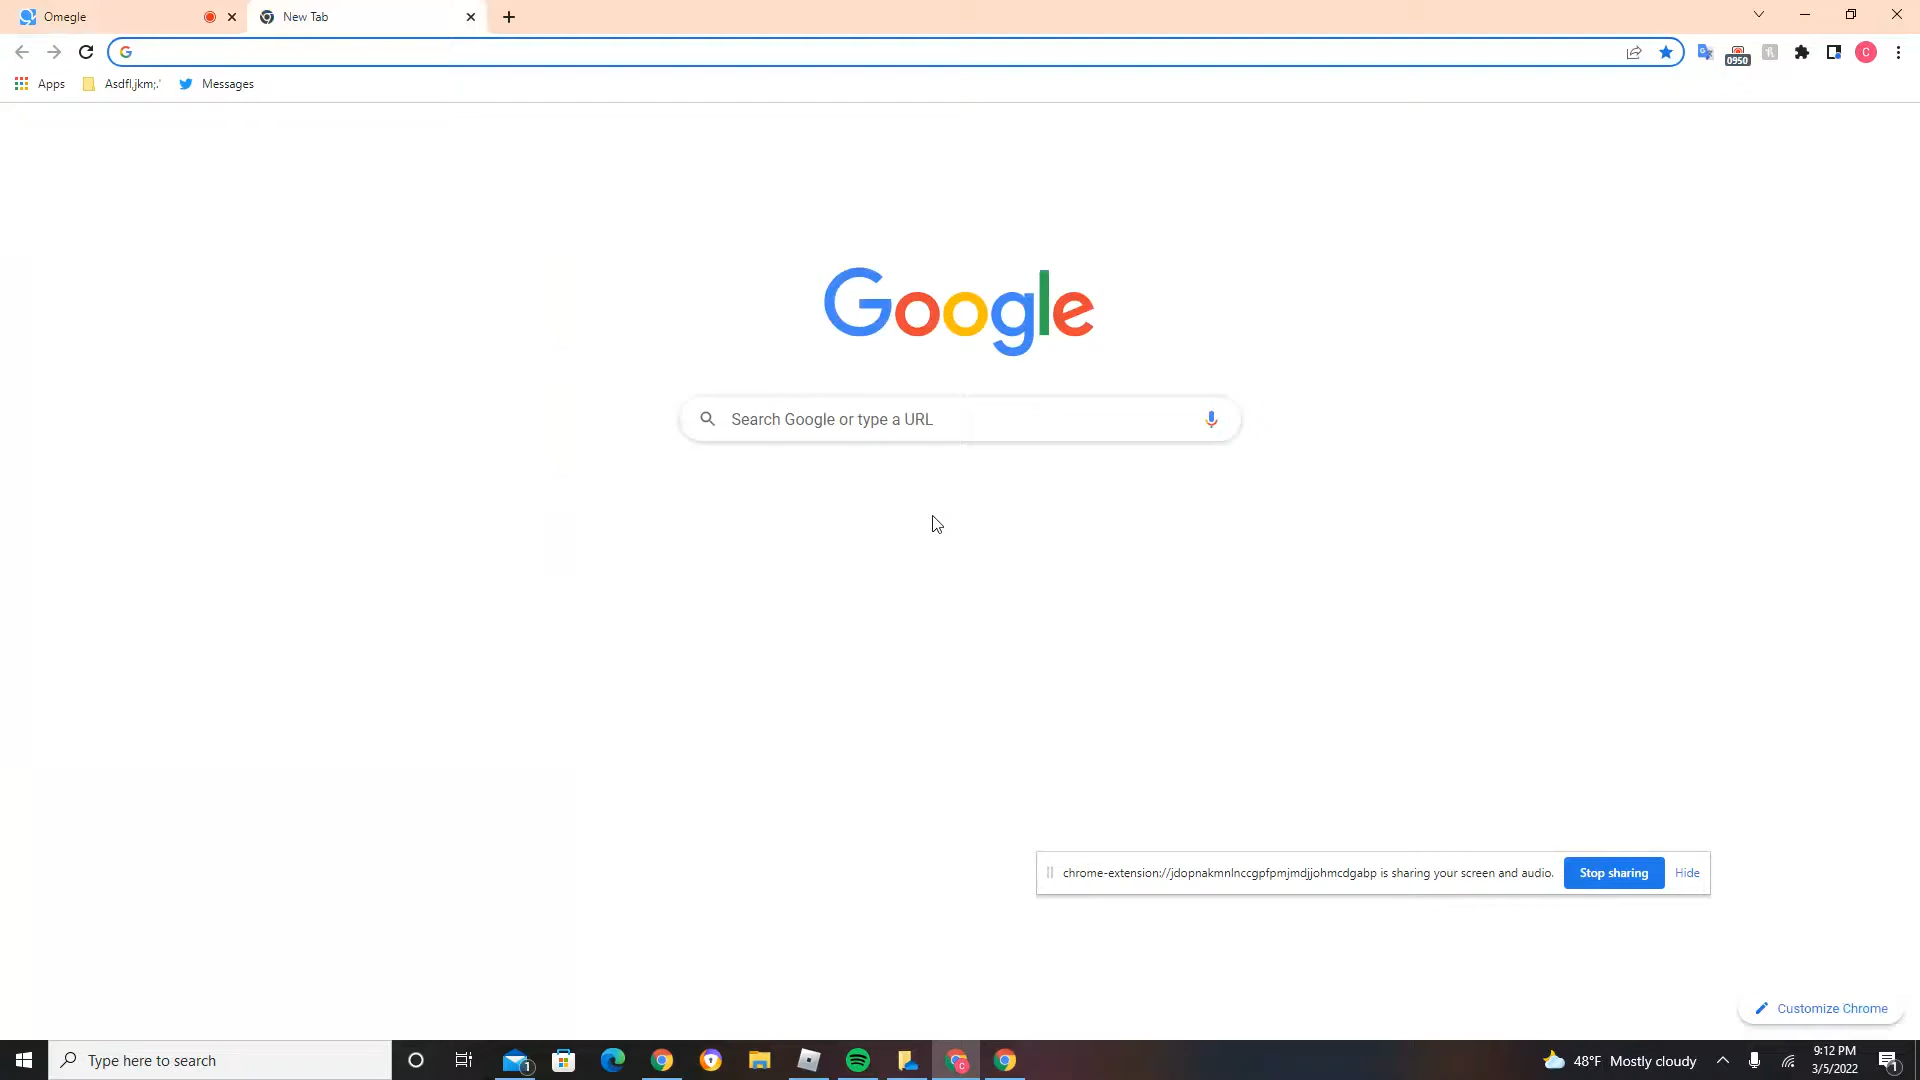 Omegle
New Tab
Apps
Asdfl,jkm;.'
Messages
0950
C
Google
Search Google or type a URL
chrome-extension://jdopnakmnlnccgpfpmjmdjjohmcdgabp is sharing your screen and audio.
Stop sharing
Hide
Customize Chrome
Type here to search
1
C
48°F Mostly cloudy
9:12 PM
3/5/2022
1